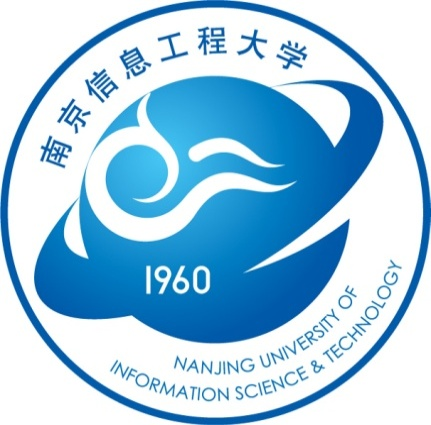 南京信息工程大学
1960
NANJING UNIVERSITY OF
INFORMATION SCIENCE & TECHNOLOGY